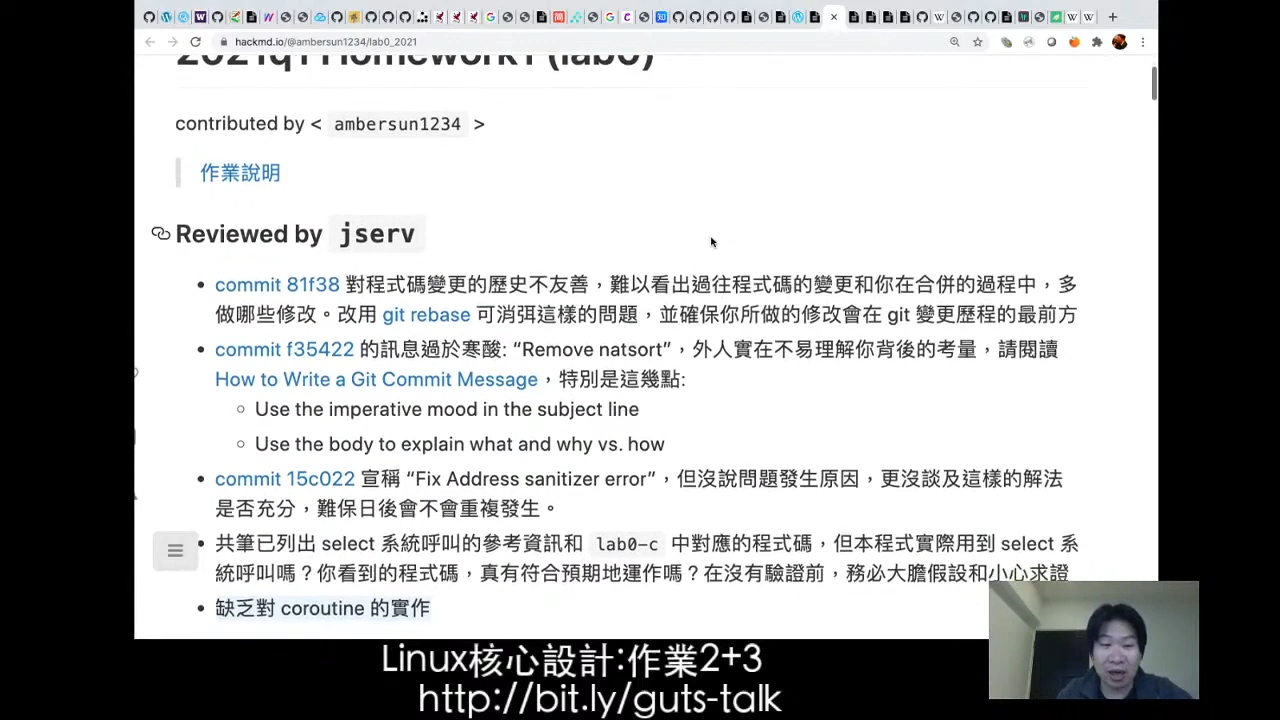 hackmd.io/@ambersun1234/lab0_2021
2021q1 Homework1 (lab0)
contributed by < ambersun1234 >
作業說明
Reviewed by jserv
commit 81f38 對程式碼變更的歷史不友善，難以看出過往程式碼的變更和你在合併的過程中，多
做哪些修改。改用 git rebase 可消弭這樣的問題，並確保你所做的修改會在 git 變更歷程的最前方
commit f35422 的訊息過於寒酸: “Remove natsort”，外人實在不易理解你背後的考量，請閱讀
How to Write a Git Commit Message，特別是這幾點:
Use the imperative mood in the subject line
Use the body to explain what and why vs. how
commit 15c022 宣稱 “Fix Address sanitizer error”，但沒說問題發生原因，更沒談及這樣的解法
是否充分，難保日後會不會重複發生。
共筆已列出 select 系統呼叫的參考資訊和 lab0-c 中對應的程式碼，但本程式實際用到 select 系
統呼叫嗎？你看到的程式碼，真有符合預期地運作嗎？在沒有驗證前，務必大膽假設和小心求證
缺乏對 coroutine 的實作
Linux核心設計:作業2+3
http://bit.ly/guts-talk